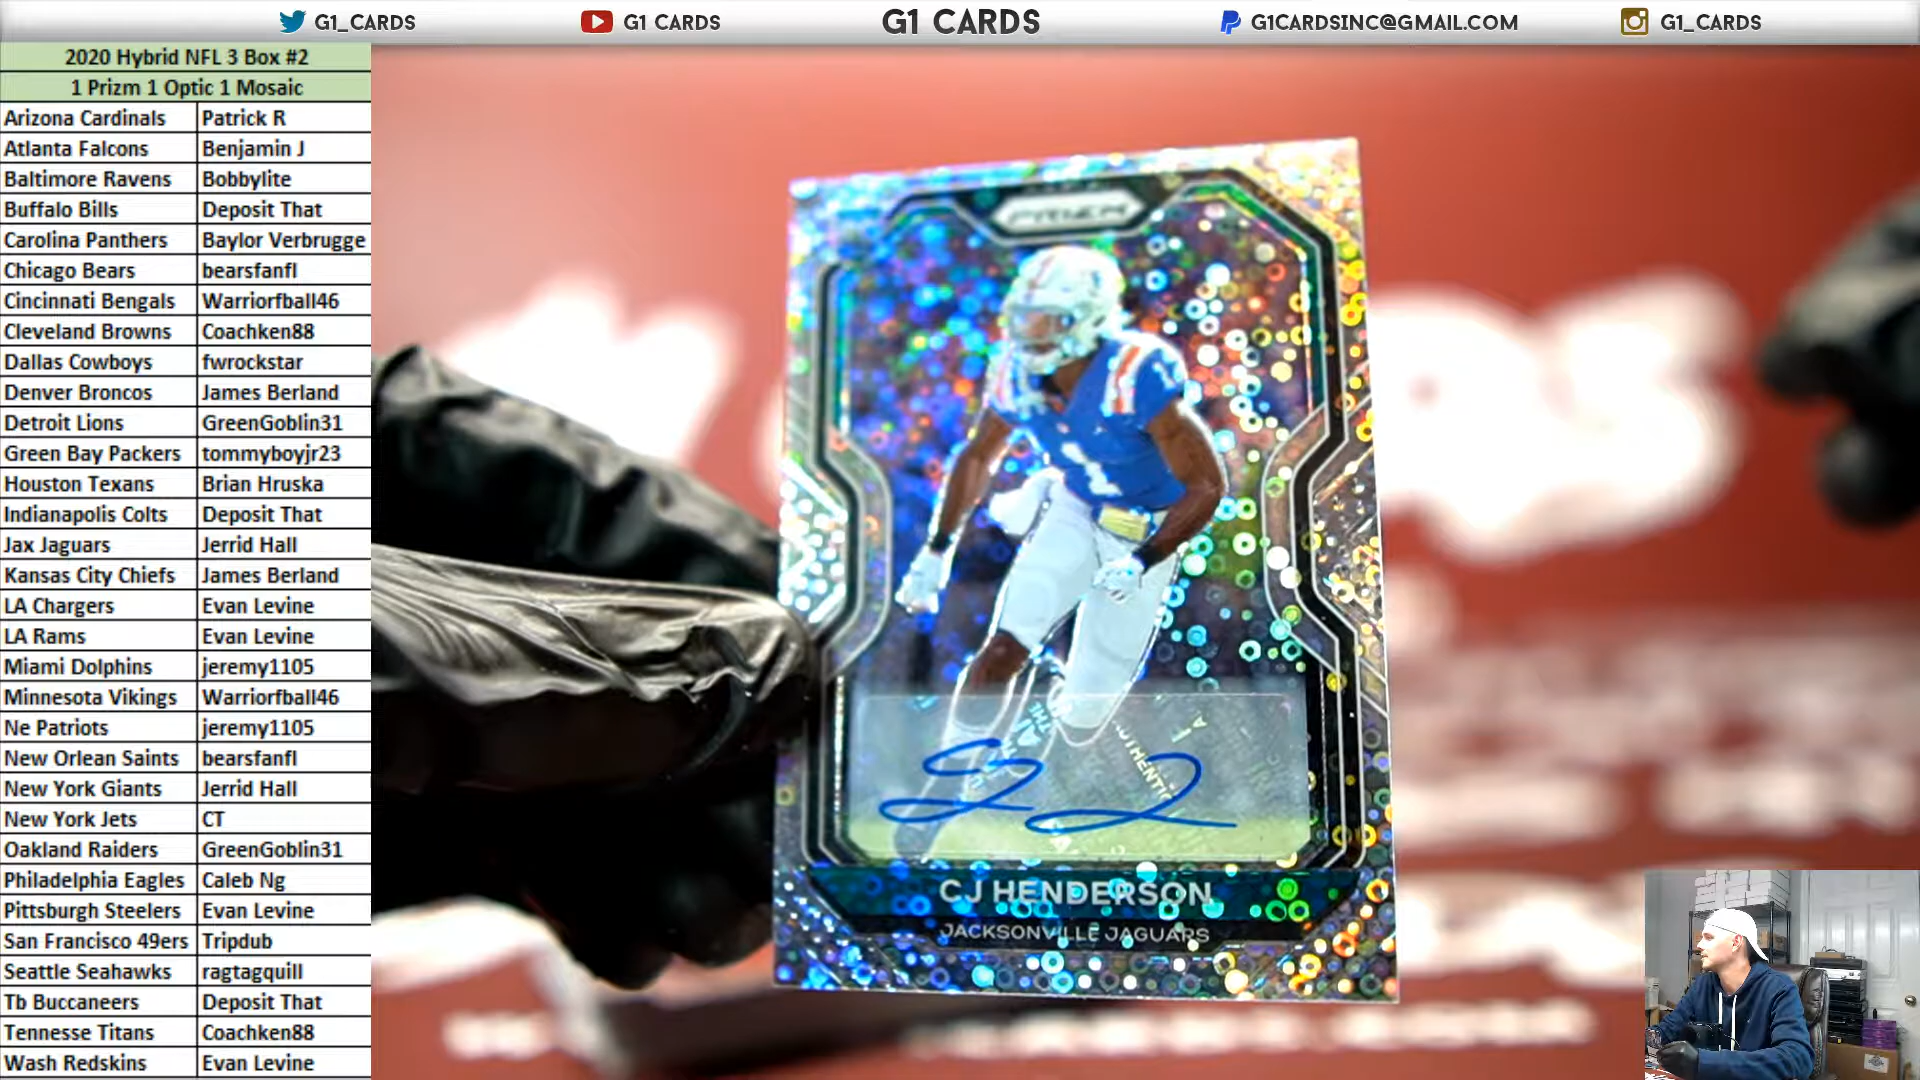 G1_CARDS G1 CARDS G1 CARDS G1CARDSINC@GMAIL.COM G1_CARDS
2020 Hybrid NFL 3 Box #2
1 Prizm 1 Optic 1 Mosaic
Arizona Cardinals Patrick R
Atlanta Falcons Benjamin J
Baltimore Ravens Bobbylite
Buffalo Bills Deposit That
Carolina Panthers Baylor Verbrugge
Chicago Bears bearsfanfl
Cincinnati Bengals Warriorfball46
Cleveland Browns Coachken88
Dallas Cowboys fwrockstar
Denver Broncos James Berland
Detroit Lions GreenGoblin31
Green Bay Packers tommyboyjr23
Houston Texans Brian Hruska
Indianapolis Colts Deposit That
Jax Jaguars Jerrid Hall
Kansas City Chiefs James Berland
LA Chargers Evan Levine
LA Rams Evan Levine
Miami Dolphins jeremy1105
Minnesota Vikings Warriorfball46
Ne Patriots jeremy1105
New Orlean Saints bearsfanfl
New York Giants Jerrid Hall
New York Jets CT
Oakland Raiders GreenGoblin31
Philadelphia Eagles Caleb Ng
Pittsburgh Steelers Evan Levine
San Francisco 49ers Tripdub
Seattle Seahawks ragtagquill
Tb Buccaneers Deposit That
Tennesse Titans Coachken88
Wash Redskins Evan Levine
PRIZM
CJ HENDERSON
JACKSONVILLE JAGUARS